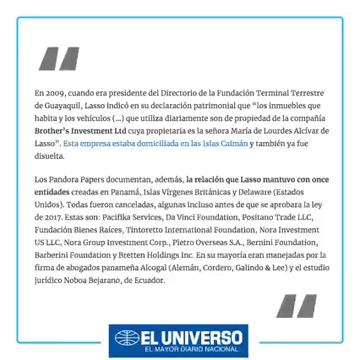 En 2009, cuando era presidente del Directorio de la Fundación Terminal Terrestre
de Guayaquil, Lasso indicó en su declaración patrimonial que “los inmuebles que
habita y los vehículos (...) que utiliza diariamente son de propiedad de la compañía
Brother’s Investment Ltd cuya propietaria es la señora María de Lourdes Alcívar de
Lasso”. Esta empresa estaba domiciliada en las Islas Caimán y también ya fue
disuelta.
Los Pandora Papers documentan, además, la relación que Lasso mantuvo con once
entidades creadas en Panamá, Islas Vírgenes Británicas y Delaware (Estados
Unidos). Todas fueron canceladas, algunas incluso antes de que se aprobara la ley
de 2017. Estas son: Pacifika Services, Da Vinci Foundation, Positano Trade LLC,
Fundación Bienes Raíces, Tintoretto International Foundation, Nora Investment
US LLC, Nora Group Investment Corp., Pietro Overseas S.A., Bernini Foundation,
Barberini Foundation y Bretten Holdings Inc. En su mayoría eran manejadas por la
firma de abogados panameña Alcogal (Alemán, Cordero, Galindo & Lee) y el estudio
jurídico Noboa Bejarano, de Ecuador.
EL UNIVERSO
EL MAYOR DIARIO NACIONAL